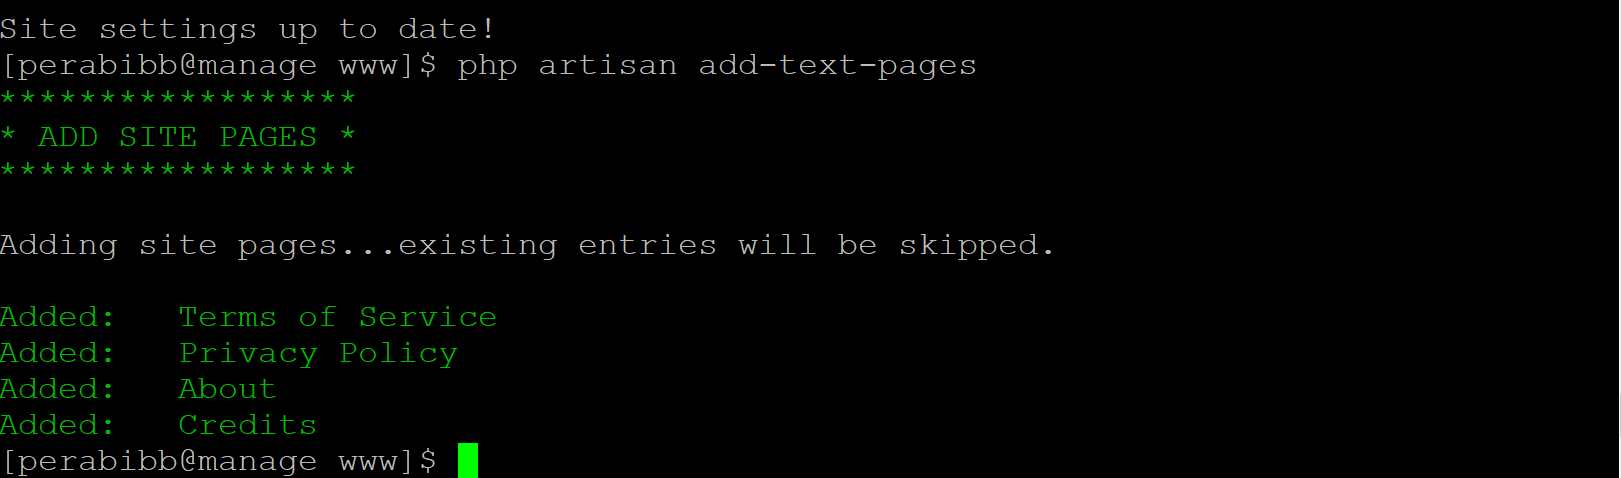 Site settings up to date!
[perabibb@manage www]$ php artisan add-text-pages
******************
* ADD SITE PAGES *
******************
Adding site pages...existing entries will be skipped.
Added:   Terms of Service
Added:   Privacy Policy
Added:   About
Added:   Credits
[perabibb@manage www]$